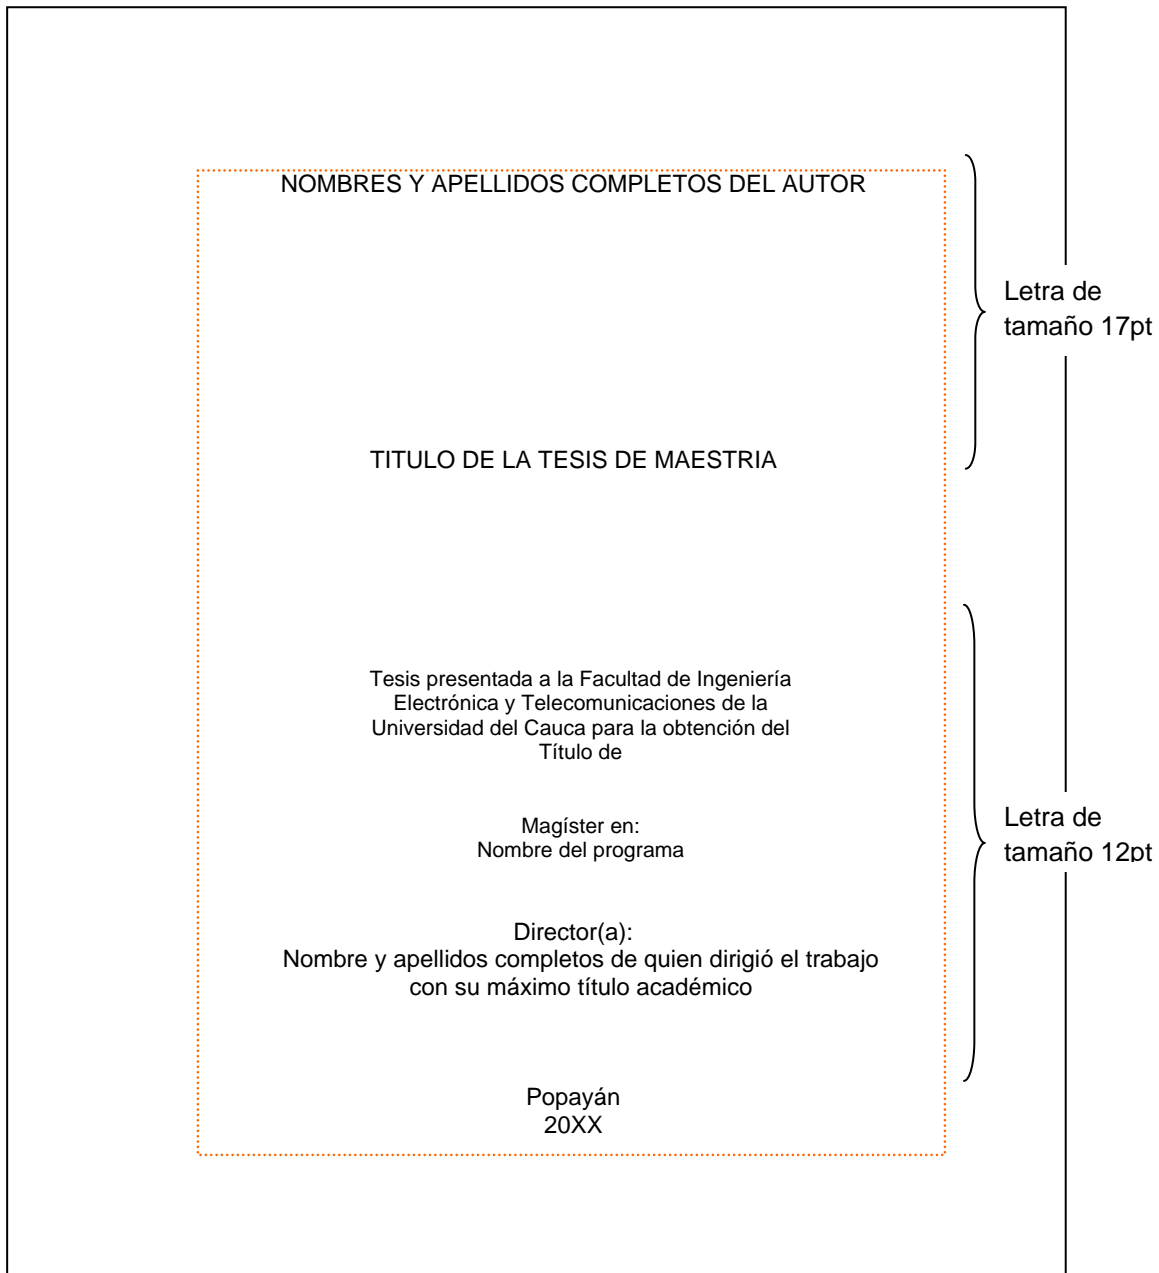 NOMBRES Y APELLIDOS COMPLETOS DEL AUTOR
Letra de
tamaño 17pt
TITULO DE LA TESIS DE MAESTRIA
Tesis presentada a la Facultad de Ingeniería
Electrónica y Telecomunicaciones de la
Universidad del Cauca para la obtención del
Título de
Magíster en:
Nombre del programa
Letra de
tamaño 12pt
Director(a):
Nombre y apellidos completos de quien dirigió el trabajo
con su máximo título académico
Popayán
20XX